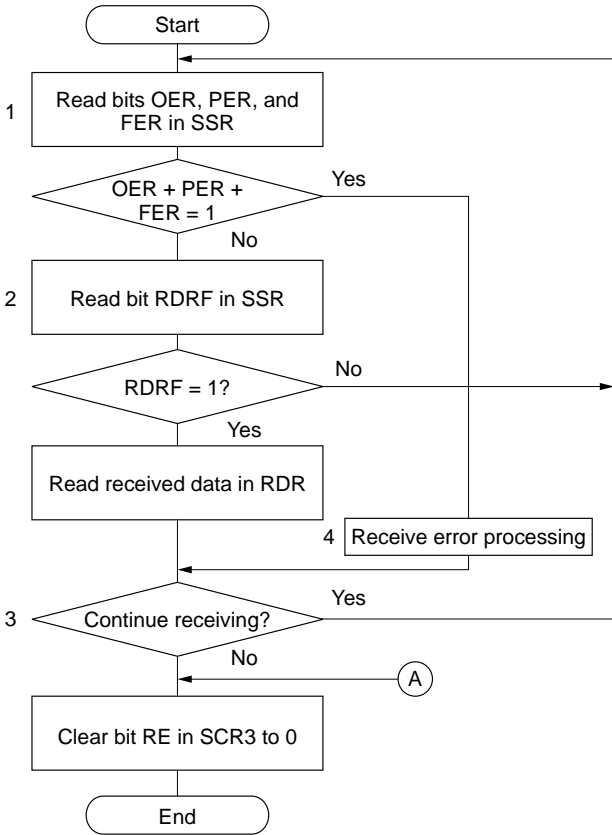 Start
1
Read bits OER, PER, and
FER in SSR
OER + PER +
FER = 1
Yes
No
2
Read bit RDRF in SSR
RDRF = 1?
No
Yes
Read received data in RDR
4
Receive error processing
3
Continue receiving?
Yes
No
A
Clear bit RE in SCR3 to 0
End